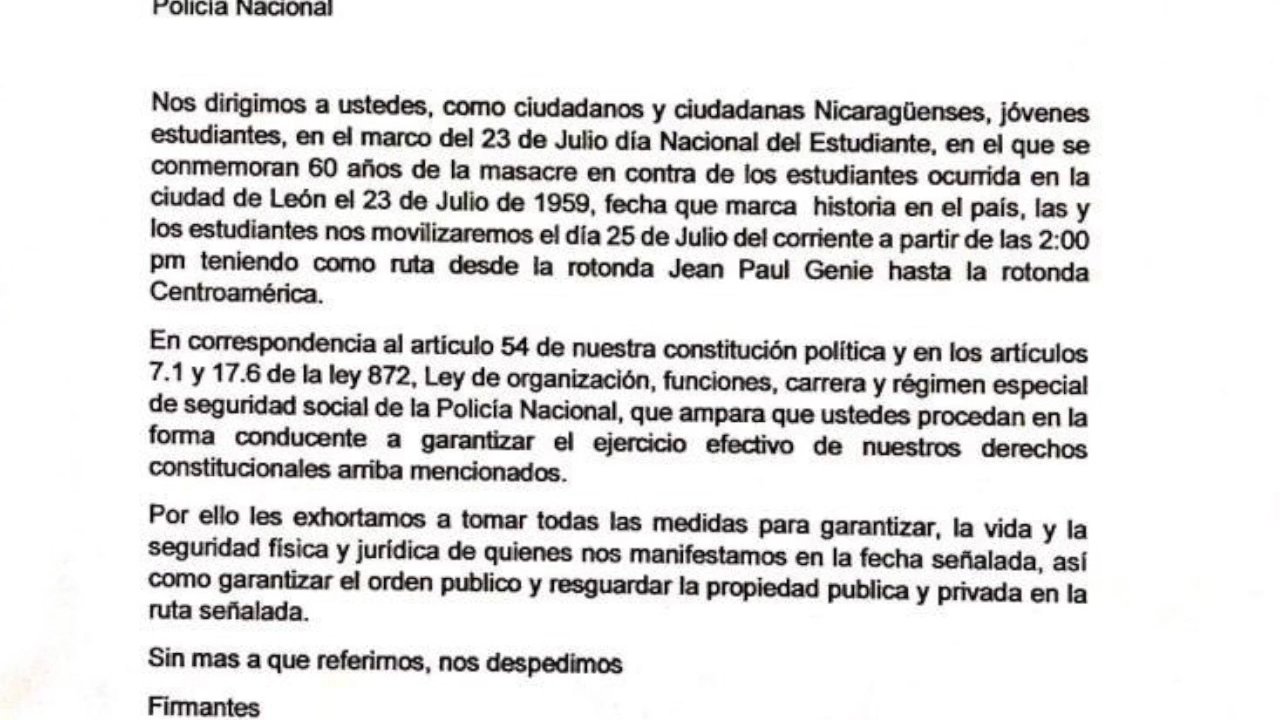 Policía Nacional
Nos dirigimos a ustedes, como ciudadanos y ciudadanas Nicaragüenses, jóvenes
estudiantes, en el marco del 23 de Julio día Nacional del Estudiante, en el que se
conmemoran 60 años de la masacre en contra de los estudiantes ocurrida en la
ciudad de León el 23 de Julio de 1959, fecha que marca historia en el país, las y
los estudiantes nos movilizaremos el día 25 de Julio del corriente a partir de las 2:00
pm teniendo como ruta desde la rotonda Jean Paul Genie hasta la rotonda
Centroamérica.
En correspondencia al artículo 54 de nuestra constitución política y en los artículos
7.1 y 17.6 de la ley 872, Ley de organización, funciones, carrera y régimen especial
de seguridad social de la Policía Nacional, que ampara que ustedes procedan en la
forma conducente a garantizar el ejercicio efectivo de nuestros derechos
constitucionales arriba mencionados.
Por ello les exhortamos a tomar todas las medidas para garantizar, la vida y la
seguridad física y jurídica de quienes nos manifestamos en la fecha señalada, así
como garantizar el orden publico y resguardar la propiedad publica y privada en la
ruta señalada.
Sin mas a que referirnos, nos despedimos
Firmantes